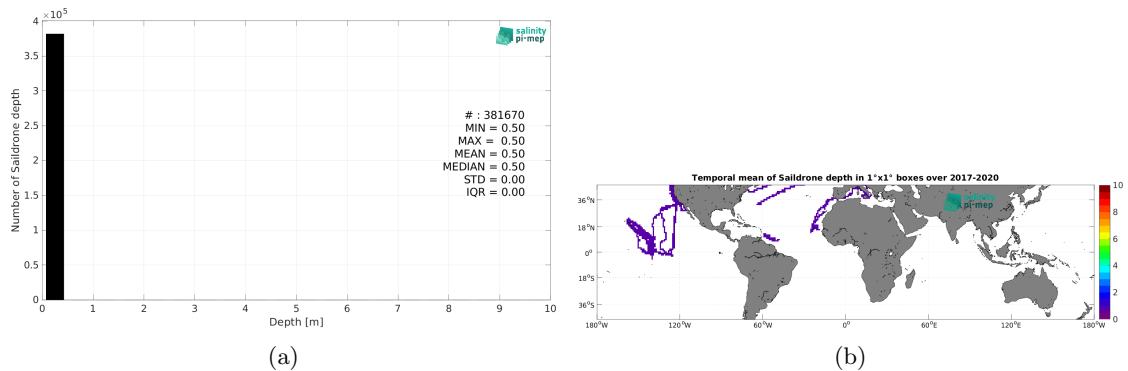 ×10⁵
4
3.5
3
2.5
2
1.5
1
0.5
0
Number of Saildrone depth
salinity
pi-mep
# : 381670
MIN = 0.50
MAX = 0.50
MEAN = 0.50
MEDIAN = 0.50
STD = 0.00
IQR = 0.00
0 1 2 3 4 5 6 7 8 9 10
Depth [m]
(a)
Temporal mean of Saildrone depth in 1°x1° boxes over 2017-2020
salinity
pi-mep
36°N
18°N
0°
18°S
36°S
180°W 120°W 60°W 0° 60°E 120°E 180°W
10
8
6
4
2
0
(b)